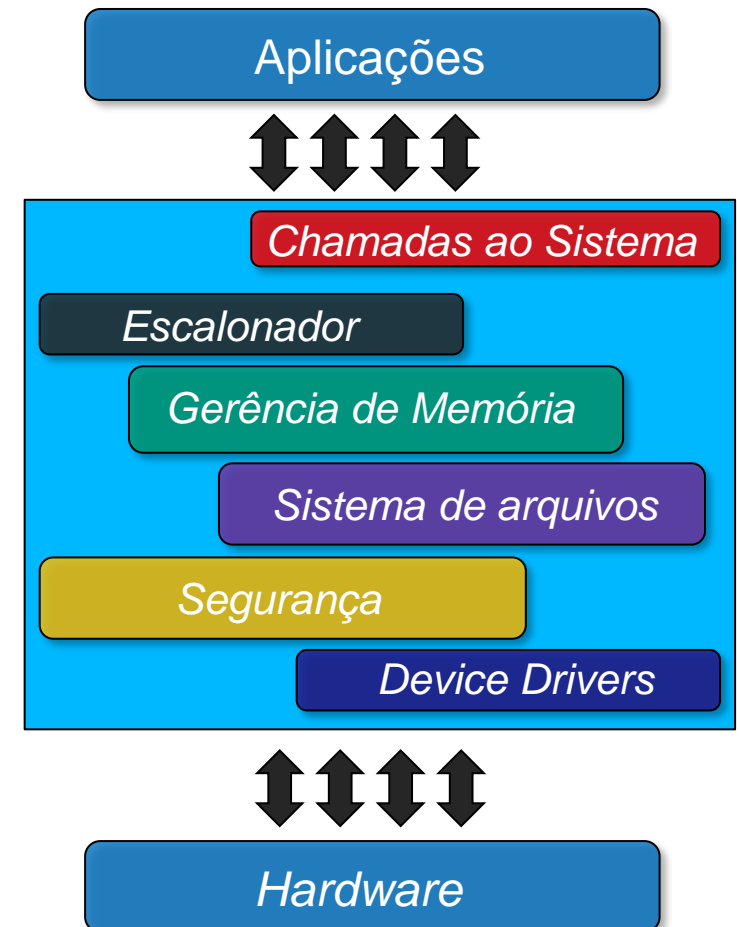 Aplicações
Chamadas ao Sistema
Escalonador
Gerência de Memória
Sistema de arquivos
Segurança
Device Drivers
Hardware